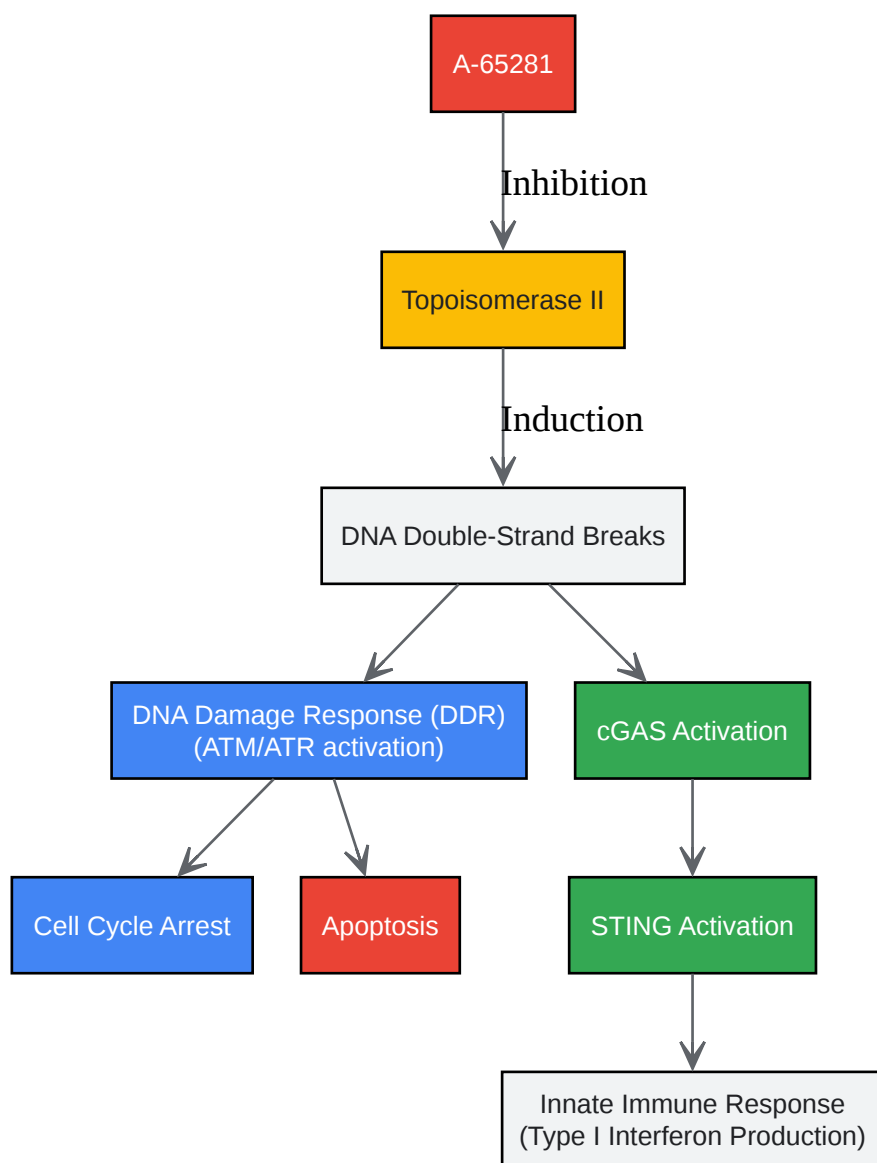 A-65281
Inhibition
Topoisomerase II
Induction
DNA Double-Strand Breaks
DNA Damage Response (DDR)
(ATM/ATR activation)
cGAS Activation
Cell Cycle Arrest
Apoptosis
STING Activation
Innate Immune Response
(Type I Interferon Production)